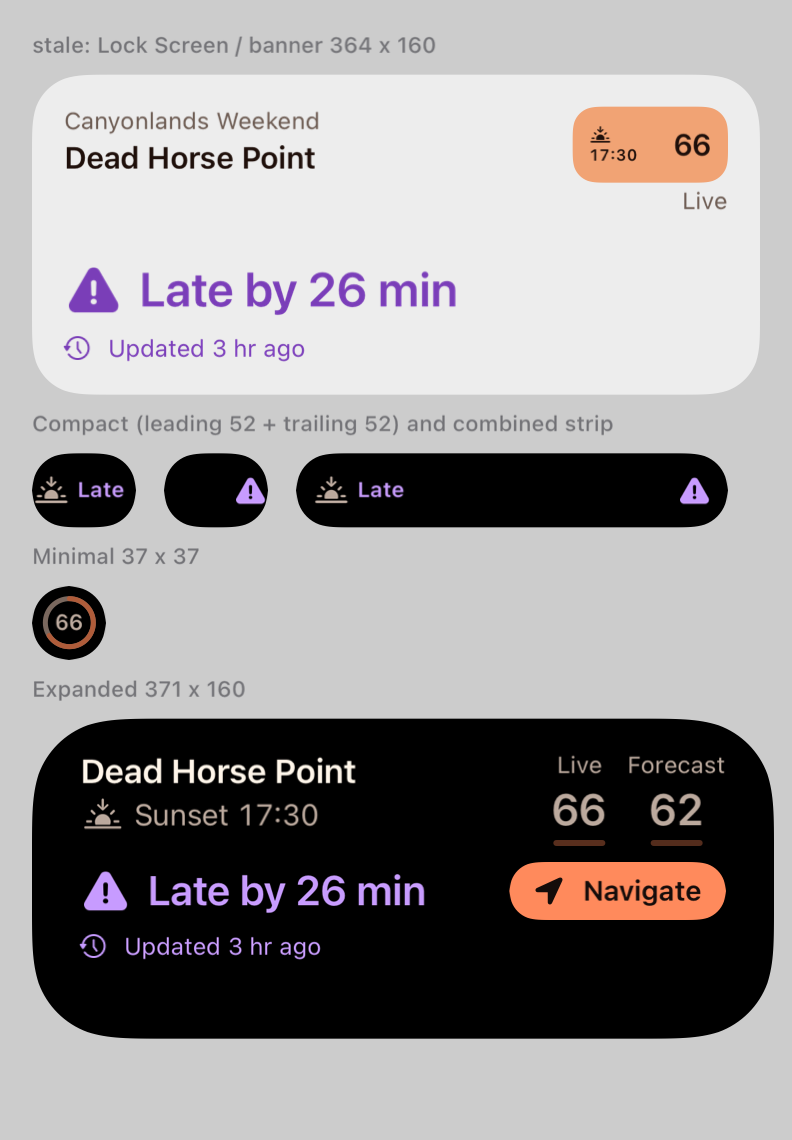 stale: Lock Screen / banner 364 x 160
Canyonlands Weekend
Dead Horse Point
17:30
66
Live
Late by 26 min
Updated 3 hr ago
Compact (leading 52 + trailing 52) and combined strip
Late
Late
Minimal 37 x 37
66
Expanded 371 x 160
Dead Horse Point
Sunset 17:30
Live Forecast
66 62
Late by 26 min
Navigate
Updated 3 hr ago